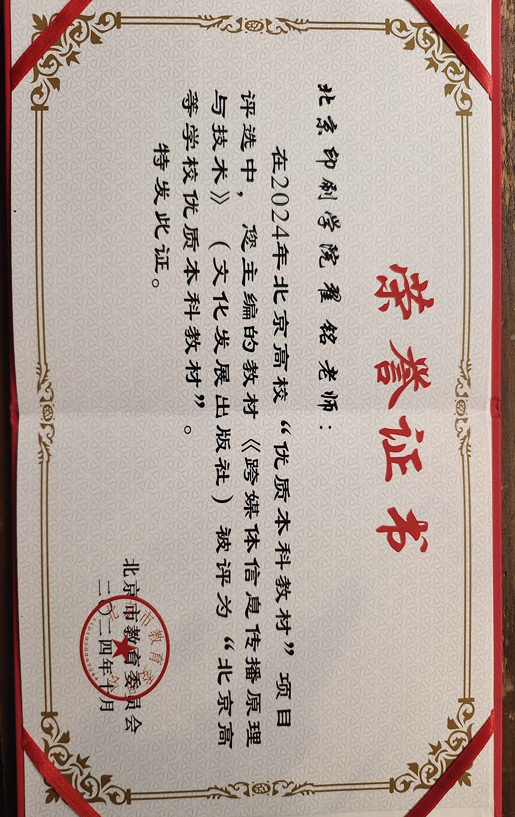 荣誉证书
北京印刷学院翟铭老师：
在2024年北京高校“优质本科教材”项目
评选中，您主编的教材《跨媒体信息传播原理
与技术》（文化发展出版社）被评为“北京高
等学校优质本科教材”。
特发此证。
北京市教育委员会
二〇二四年十月